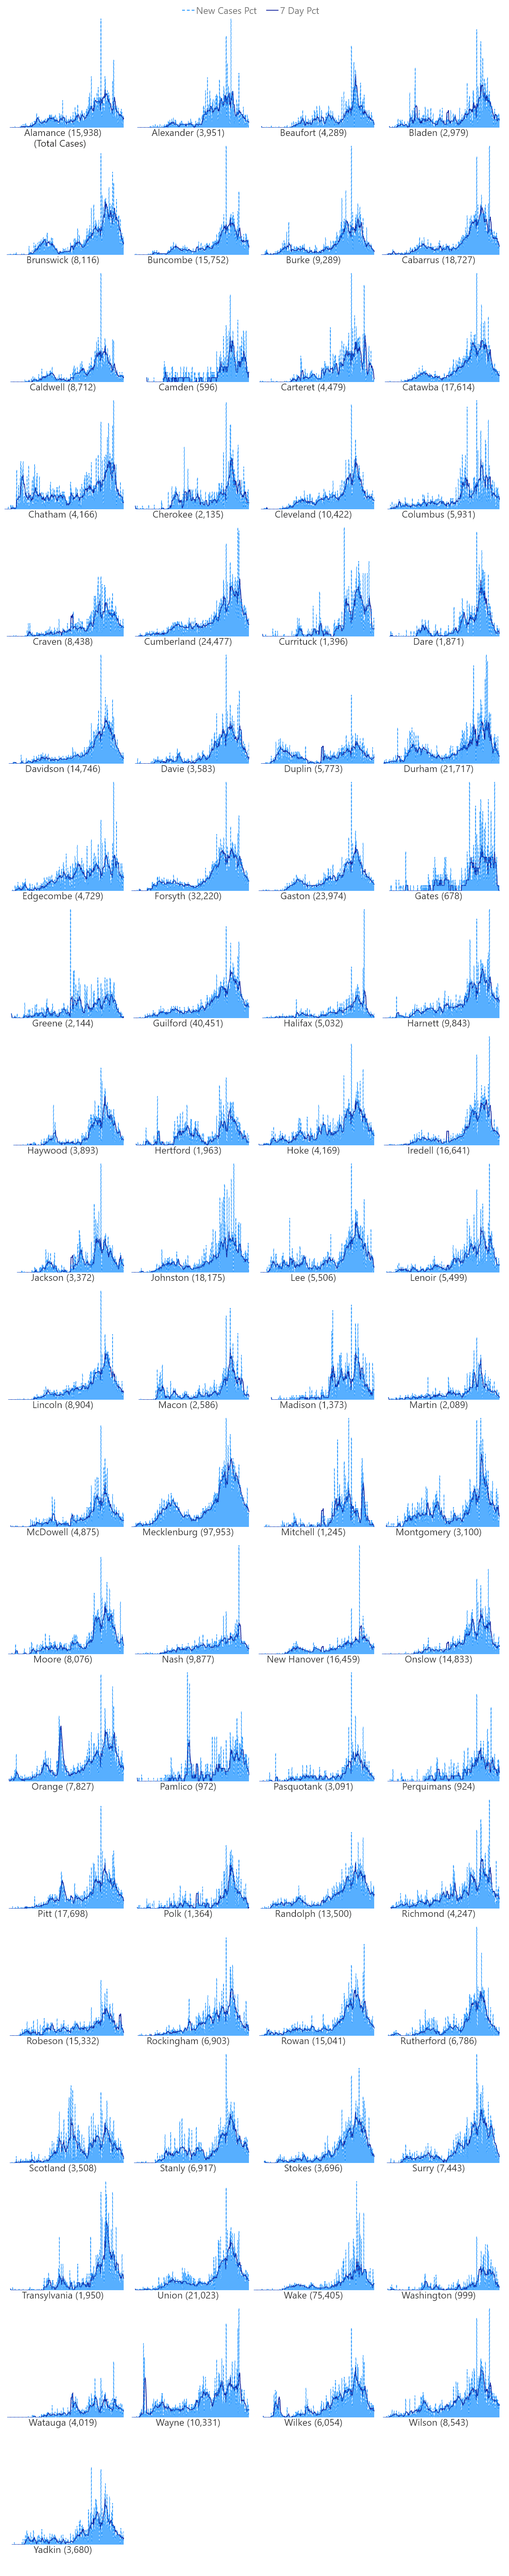 New Cases Pct 7 Day Pct
Alamance (15,938) Alexander (3,951) Beaufort (4,289) Bladen (2,979)
(Total Cases)
Brunswick (8,116) Buncombe (15,752) Burke (9,289) Cabarrus (18,727)
Caldwell (8,712) Camden (596) Carteret (4,479) Catawba (17,614)
Chatham (4,166) Cherokee (2,135) Cleveland (10,422) Columbus (5,931)
Craven (8,438) Cumberland (24,477) Currituck (1,396) Dare (1,871)
Davidson (14,746) Davie (3,583) Duplin (5,773) Durham (21,717)
Edgecombe (4,729) Forsyth (32,220) Gaston (23,974) Gates (678)
Greene (2,144) Guilford (40,451) Halifax (5,032) Harnett (9,843)
Haywood (3,893) Hertford (1,963) Hoke (4,169) Iredell (16,641)
Jackson (3,372) Johnston (18,175) Lee (5,506) Lenoir (5,499)
Lincoln (8,904) Macon (2,586) Madison (1,373) Martin (2,089)
McDowell (4,875) Mecklenburg (97,953) Mitchell (1,245) Montgomery (3,100)
Moore (8,076) Nash (9,877) New Hanover (16,459) Onslow (14,833)
Orange (7,827) Pamlico (972) Pasquotank (3,091) Perquimans (924)
Pitt (17,698) Polk (1,364) Randolph (13,500) Richmond (4,247)
Robeson (15,332) Rockingham (6,903) Rowan (15,041) Rutherford (6,786)
Scotland (3,508) Stanly (6,917) Stokes (3,696) Surry (7,443)
Transylvania (1,950) Union (21,023) Wake (75,405) Washington (999)
Watauga (4,019) Wayne (10,331) Wilkes (6,054) Wilson (8,543)
Yadkin (3,680)